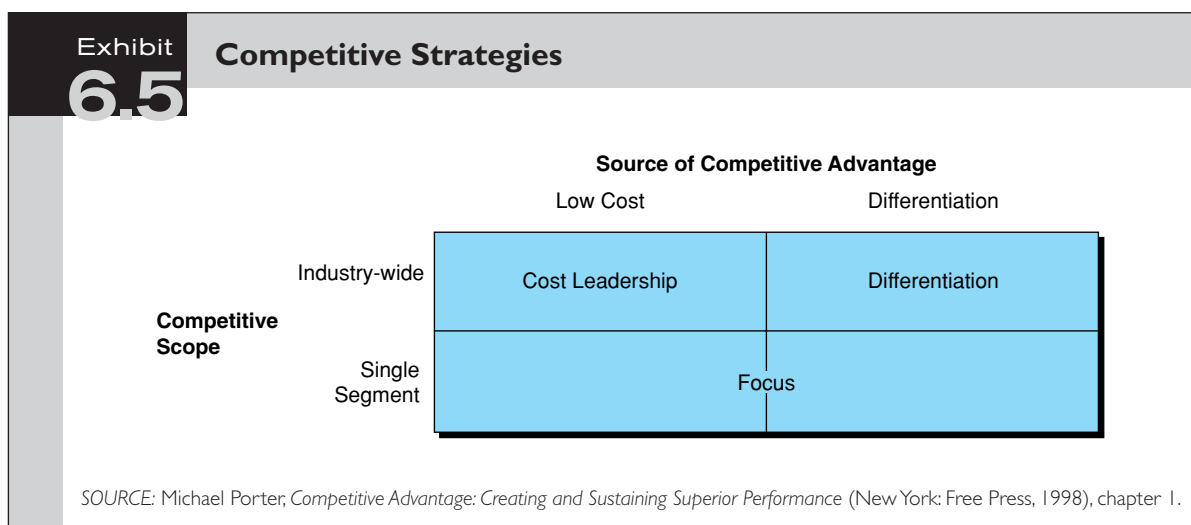 Exhibit
6.5
Competitive Strategies
Source of Competitive Advantage
Low Cost Differentiation
Industry-wide Cost Leadership Differentiation
Competitive
Scope
Single
Segment
Focus
SOURCE: Michael Porter, Competitive Advantage: Creating and Sustaining Superior Performance (New York: Free Press, 1998), chapter 1.